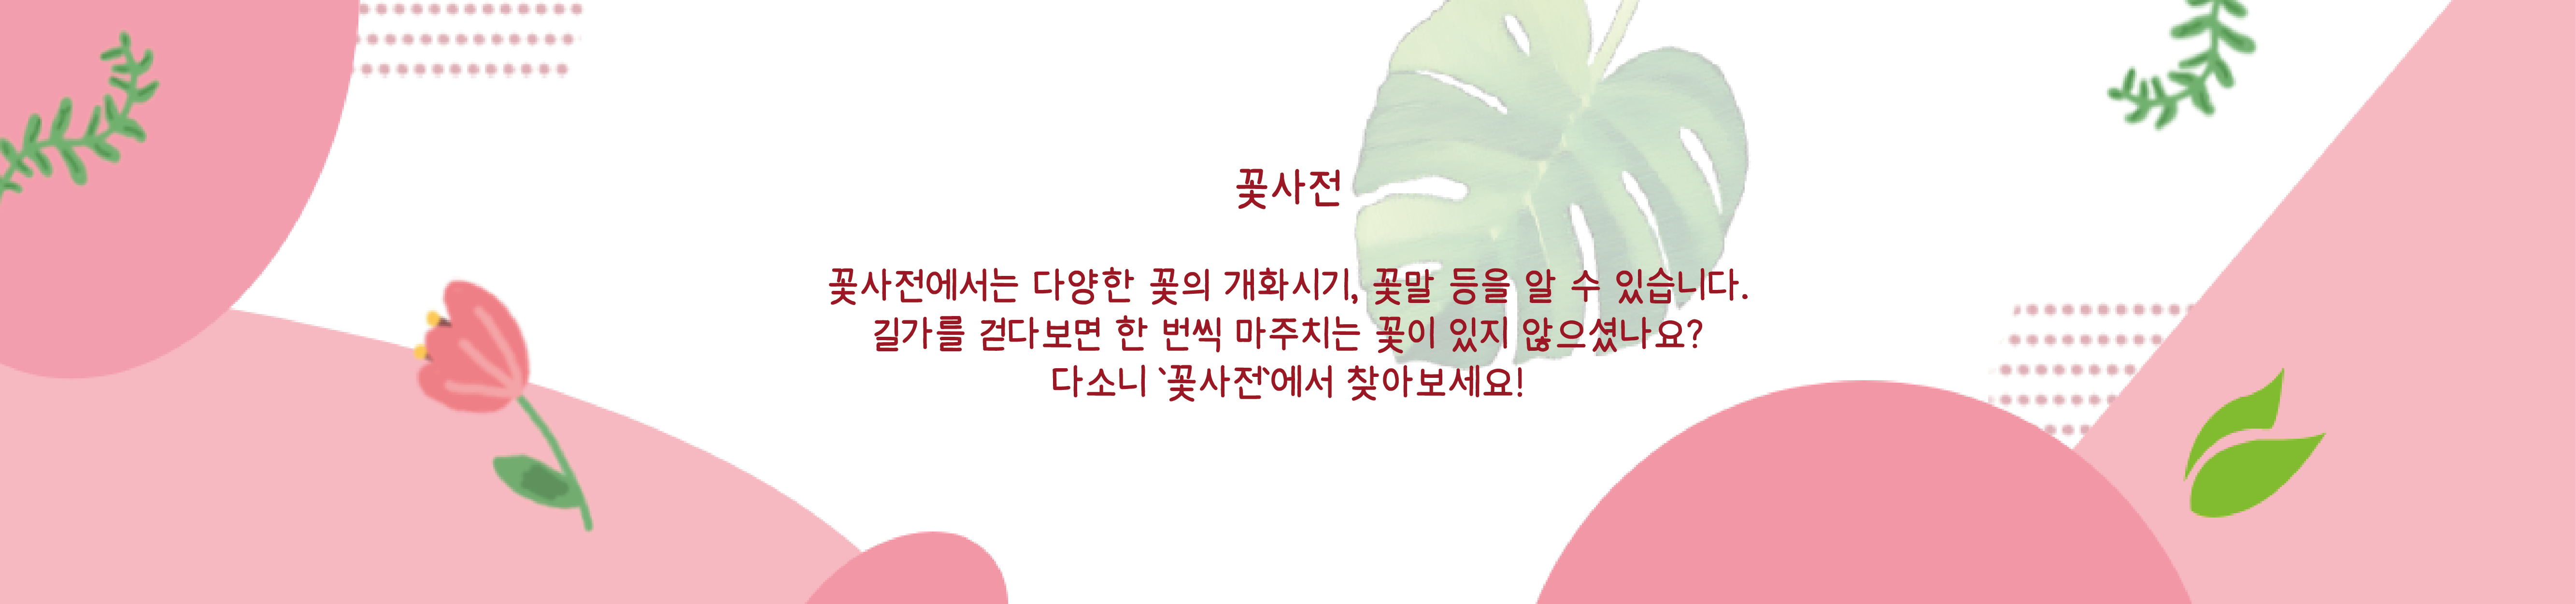 꽃사전
꽃사전에서는 다양한 꽃의 개화시기, 꽃말 등을 알 수 있습니다.
길가를 걷다보면 한 번씩 마주치는 꽃이 있지 않으셨나요?
다소니 `꽃사전`에서 찾아보세요!